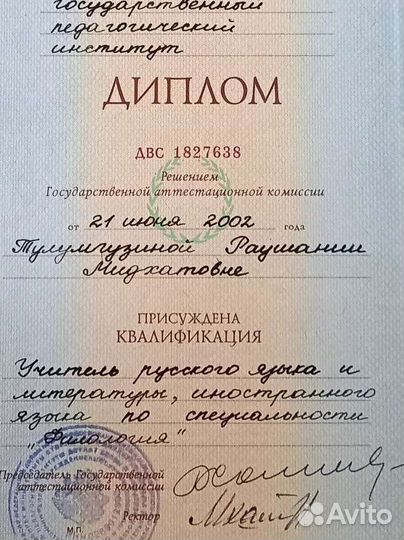 государственный
педагогический
институт
ДИПЛОМ
ДВС 1827638
Решением
Государственной аттестационной комиссии
от 21 июня 2002 года
Тулумгузиной Раушании
Мидхатовне
ПРИСУЖДЕНА
КВАЛИФИКАЦИЯ
Учитель русского языка и
литературы, иностранного
языка по специальности
"Филология"
Председатель Государственной
аттестационной комиссии
Ректор
М.П.
Avito